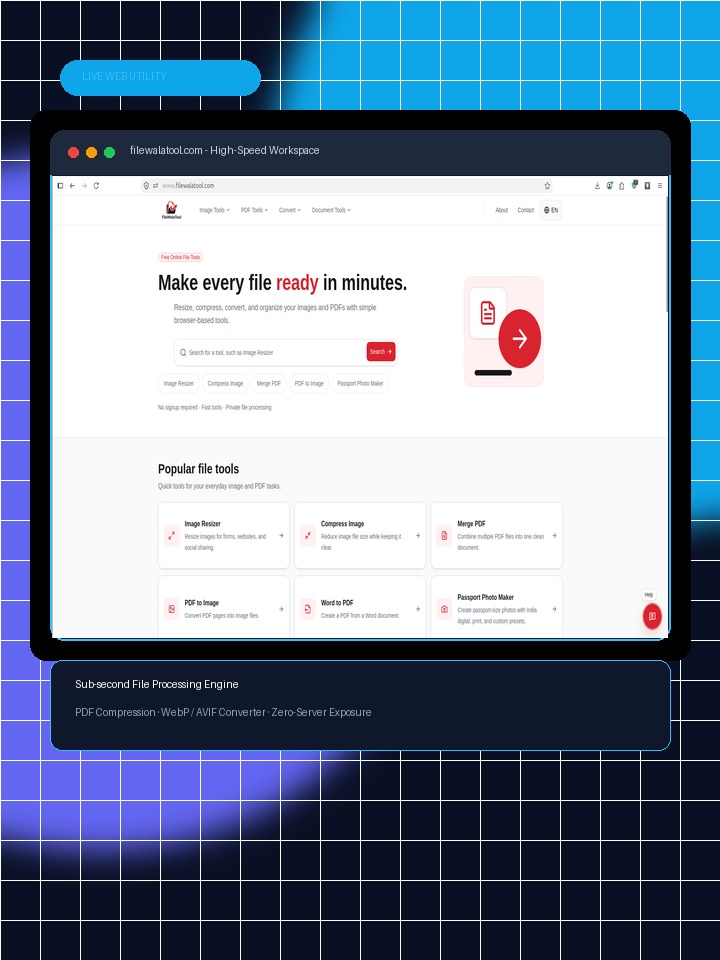 LIVE WEB UTILITY
filewalatool.com - High-Speed Workspace
www.filewalatool.com
FileWalaTool
Image Tools
PDF Tools
Convert
Document Tools
About
Contact
EN
Free Online File Tools
Make every file ready in minutes.
Resize, compress, convert, and organize your images and PDFs with simple
browser-based tools.
Search for a tool, such as Image Resizer
Search
Image Resizer
Compress Image
Merge PDF
PDF to Image
Passport Photo Maker
No signup required · Fast tools · Private file processing
Popular file tools
Quick tools for your everyday image and PDF tasks.
Image Resizer
Resize images for forms, websites, and
social sharing.
Compress Image
Reduce image file size while keeping it
clear.
Merge PDF
Combine multiple PDF files into one clean
document.
PDF to Image
Convert PDF pages into image files.
Word to PDF
Create a PDF from a Word document.
Passport Photo Maker
Create passport-size photos with India
digital, print, and custom presets.
Help
Sub-second File Processing Engine
PDF Compression · WebP / AVIF Converter · Zero-Server Exposure